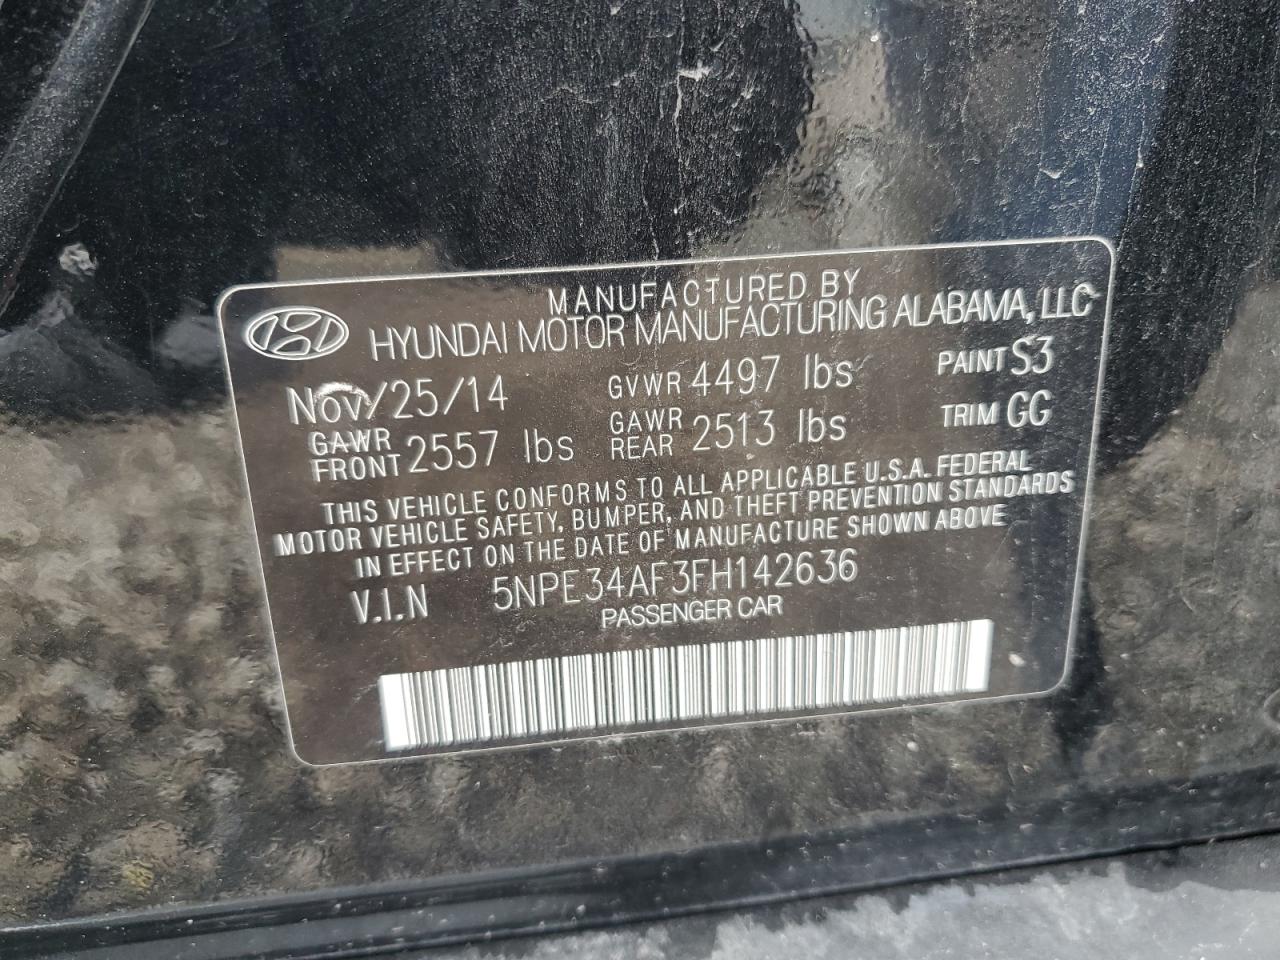 MANUFACTURED BY
HYUNDAI MOTOR MANUFACTURING ALABAMA, LLC
Nov/25/14 GVWR 4497 lbs PAINT S3
GAWR FRONT 2557 lbs GAWR REAR 2513 lbs TRIM GG
THIS VEHICLE CONFORMS TO ALL APPLICABLE U.S.A. FEDERAL
MOTOR VEHICLE SAFETY, BUMPER, AND THEFT PREVENTION STANDARDS
IN EFFECT ON THE DATE OF MANUFACTURE SHOWN ABOVE
V.I.N 5NPE34AF3FH142636
PASSENGER CAR